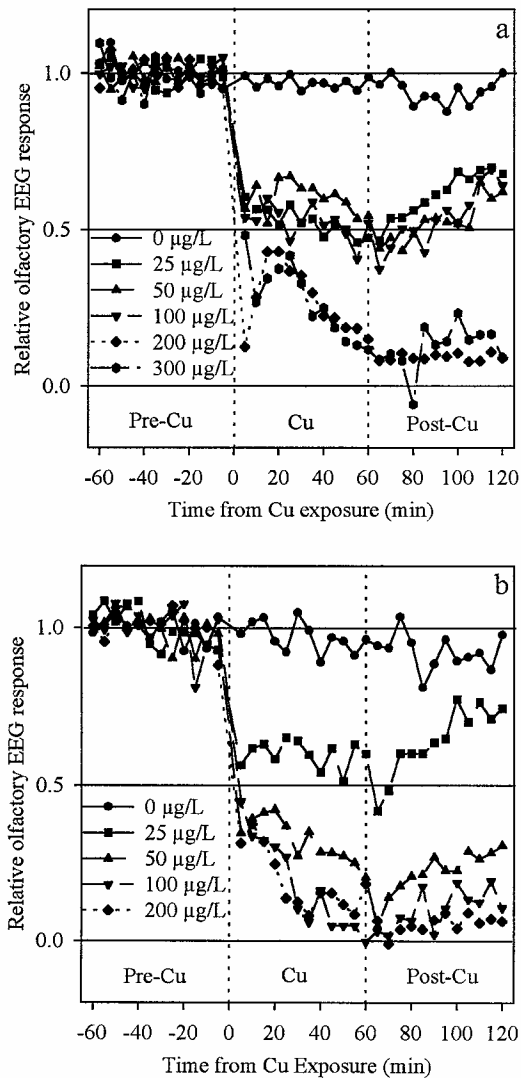 a
Relative olfactory EEG response
1.0
0.5
0.0
0 µg/L
25 µg/L
50 µg/L
100 µg/L
200 µg/L
300 µg/L
Pre-Cu Cu Post-Cu
-60 -40 -20 0 20 40 60 80 100 120
Time from Cu exposure (min)
b
Relative olfactory EEG response
1.0
0.5
0.0
0 µg/L
25 µg/L
50 µg/L
100 µg/L
200 µg/L
Pre-Cu Cu Post-Cu
-60 -40 -20 0 20 40 60 80 100 120
Time from Cu Exposure (min)